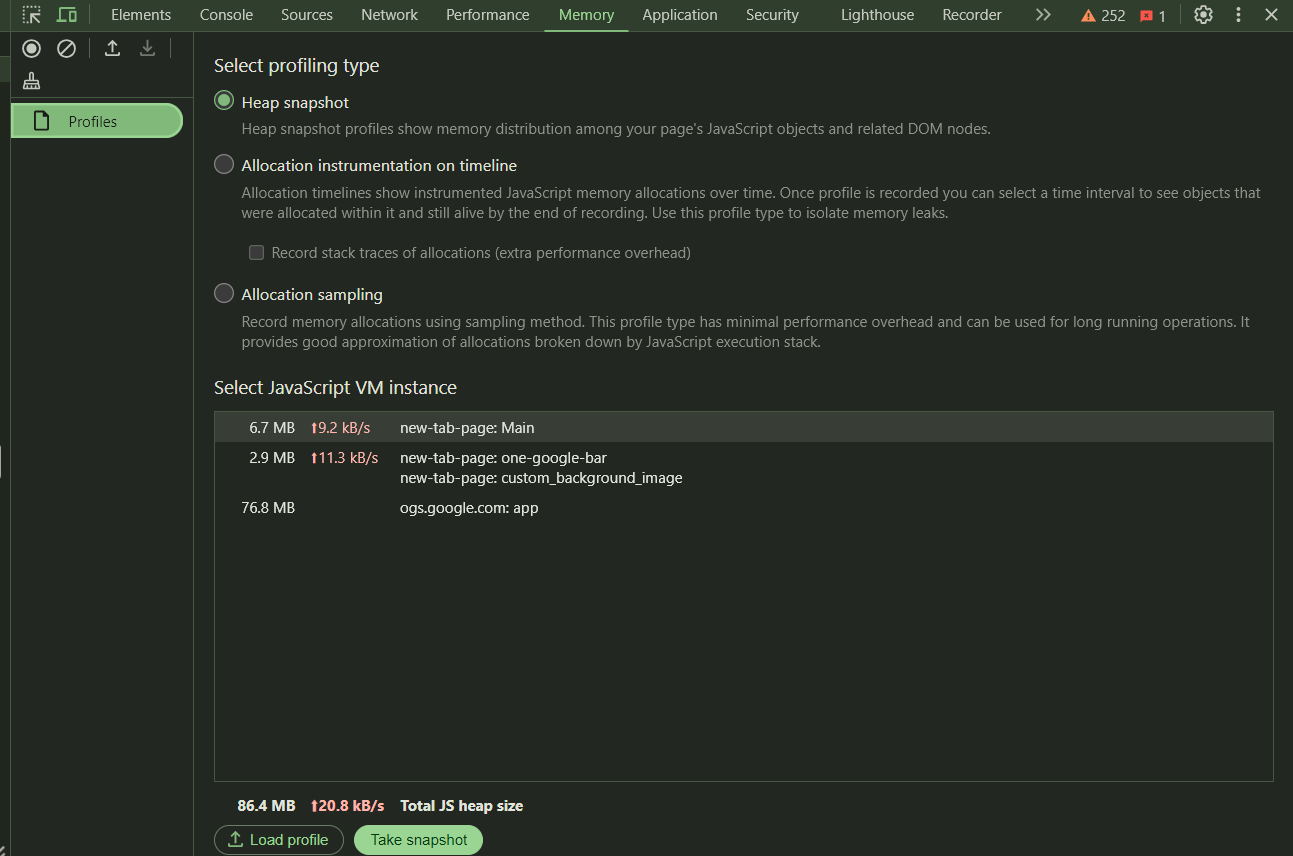 Elements Console Sources Network Performance Memory Application Security Lighthouse Recorder 252 1
Profiles
Select profiling type
Heap snapshot
Heap snapshot profiles show memory distribution among your page's JavaScript objects and related DOM nodes.
Allocation instrumentation on timeline
Allocation timelines show instrumented JavaScript memory allocations over time. Once profile is recorded you can select a time interval to see objects that
were allocated within it and still alive by the end of recording. Use this profile type to isolate memory leaks.
Record stack traces of allocations (extra performance overhead)
Allocation sampling
Record memory allocations using sampling method. This profile type has minimal performance overhead and can be used for long running operations. It
provides good approximation of allocations broken down by JavaScript execution stack.
Select JavaScript VM instance
6.7 MB ⬆9.2 kB/s new-tab-page: Main
2.9 MB ⬆11.3 kB/s new-tab-page: one-google-bar
new-tab-page: custom_background_image
76.8 MB ogs.google.com: app
86.4 MB ⬆20.8 kB/s Total JS heap size
Load profile Take snapshot